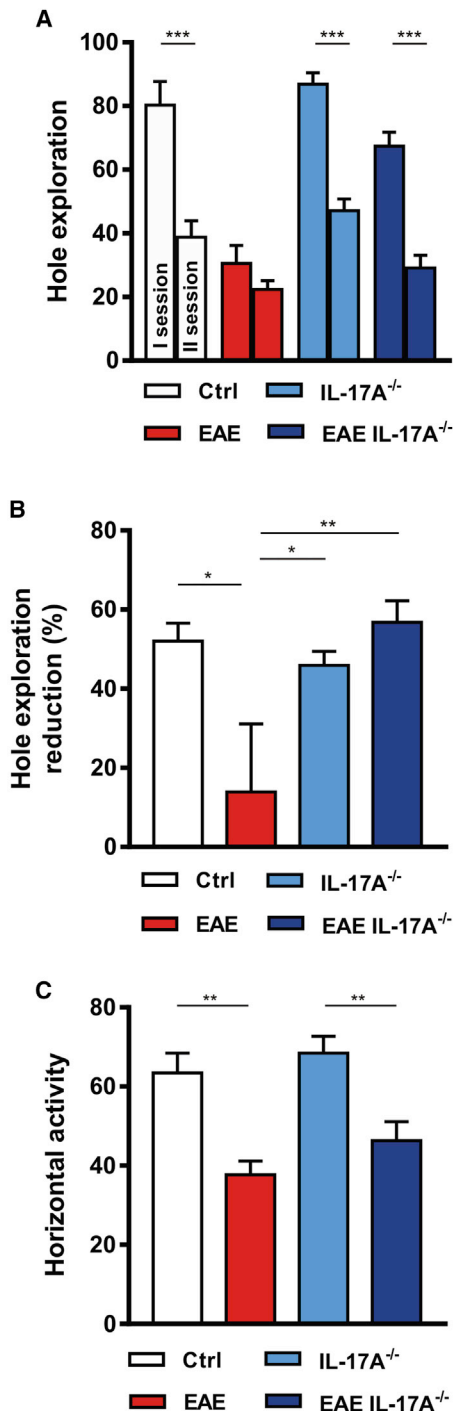 A
***
***
***
100
80
60
40
20
0
Hole exploration
I session
II session
Ctrl
IL-17A-/-
EAE
EAE IL-17A-/-
B
**
*
*
80
60
40
20
0
Hole exploration
reduction (%)
Ctrl
IL-17A-/-
EAE
EAE IL-17A-/-
C
**
**
80
60
40
20
0
Horizontal activity
Ctrl
IL-17A-/-
EAE
EAE IL-17A-/-